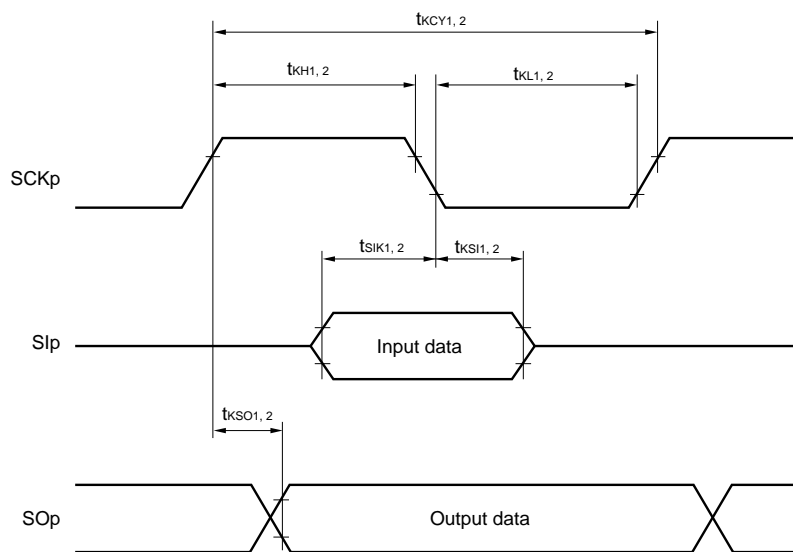 tKCY1, 2
tKH1, 2
tKL1, 2
SCKp
tSIK1, 2
tKSI1, 2
SIp
Input data
tKSO1, 2
SOp
Output data